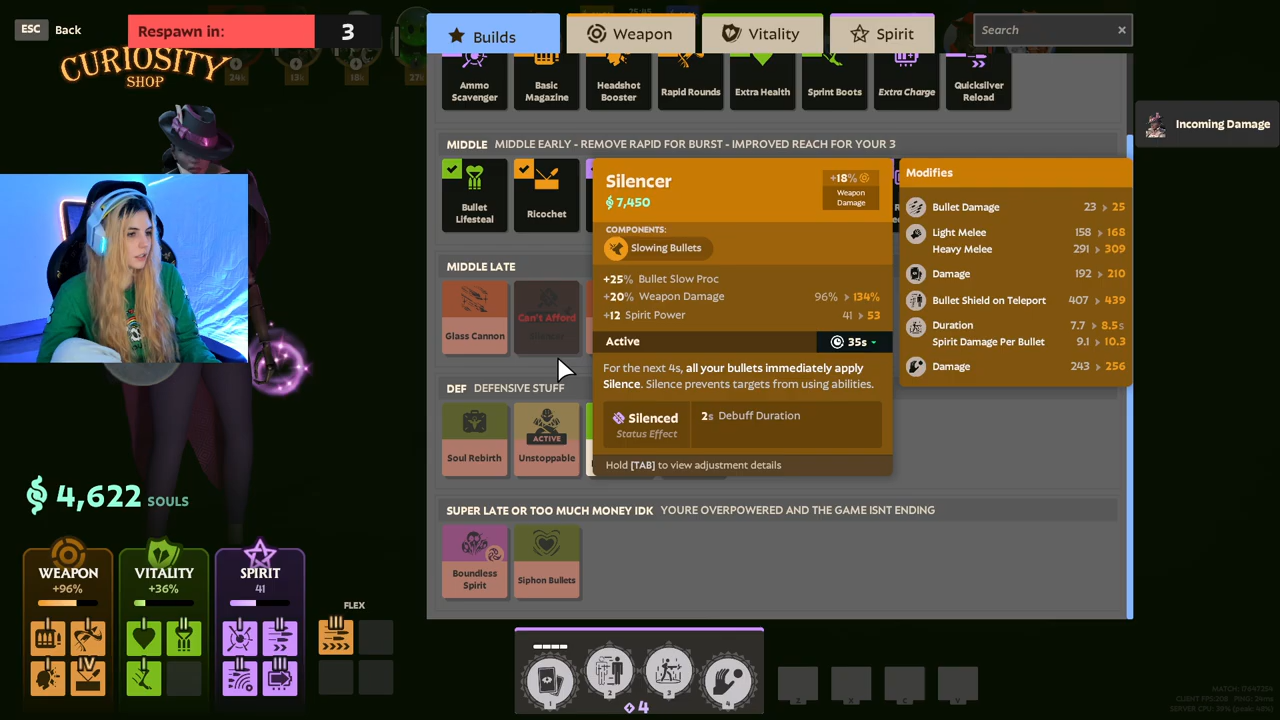 ESC Back
Respawn in: 3
CURIOSITY
SHOP
Builds
Weapon
Vitality
Spirit
Search
Ammo Scavenger
Basic Magazine
Headshot Booster
Rapid Rounds
Extra Health
Sprint Boots
Extra Charge
Quicksilver Reload
Incoming Damage
MIDDLE MIDDLE EARLY - REMOVE RAPID FOR BURST - IMPROVED REACH FOR YOUR 3
Bullet Lifesteal
Ricochet
Silencer
7,450
+18%
Weapon Damage
COMPONENTS:
Slowing Bullets
+25% Bullet Slow Proc
+20% Weapon Damage 96% > 134%
+12 Spirit Power 41 > 53
Active 35s
For the next 4s, all your bullets immediately apply
Silence. Silence prevents targets from using abilities.
Silenced
Status Effect
2s Debuff Duration
Hold [TAB] to view adjustment details
Modifies
Bullet Damage 23 > 25
Light Melee 158 > 168
Heavy Melee 291 > 309
Damage 192 > 210
Bullet Shield on Teleport 407 > 439
Duration 7.7 > 8.5s
Spirit Damage Per Bullet 9.1 > 10.3
Damage 243 > 256
MIDDLE LATE
Glass Cannon
Can't Afford
DEF DEFENSIVE STUFF
Soul Rebirth
ACTIVE
Unstoppable
SUPER LATE OR TOO MUCH MONEY IDK YOURE OVERPOWERED AND THE GAME ISNT ENDING
Boundless Spirit
Siphon Bullets
4,622 SOULS
WEAPON
+96%
VITALITY
+36%
SPIRIT
41
FLEX
1
2
3
4
4
Z
X
C
V